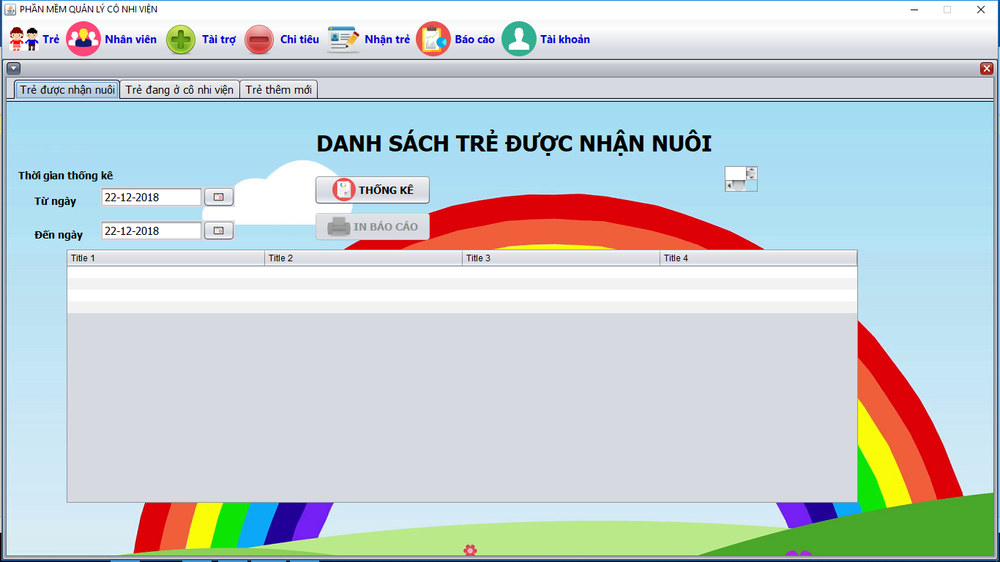 PHẦN MỀM QUẢN LÝ CÔ NHI VIỆN
Trẻ Nhân viên Tài trợ Chi tiêu Nhận trẻ Báo cáo Tài khoản
Trẻ được nhận nuôi Trẻ đang ở cô nhi viện Trẻ thêm mới
DANH SÁCH TRẺ ĐƯỢC NHẬN NUÔI
Thời gian thống kê
Từ ngày 22-12-2018 THỐNG KÊ
Đến ngày 22-12-2018 IN BÁO CÁO
Title 1 Title 2 Title 3 Title 4